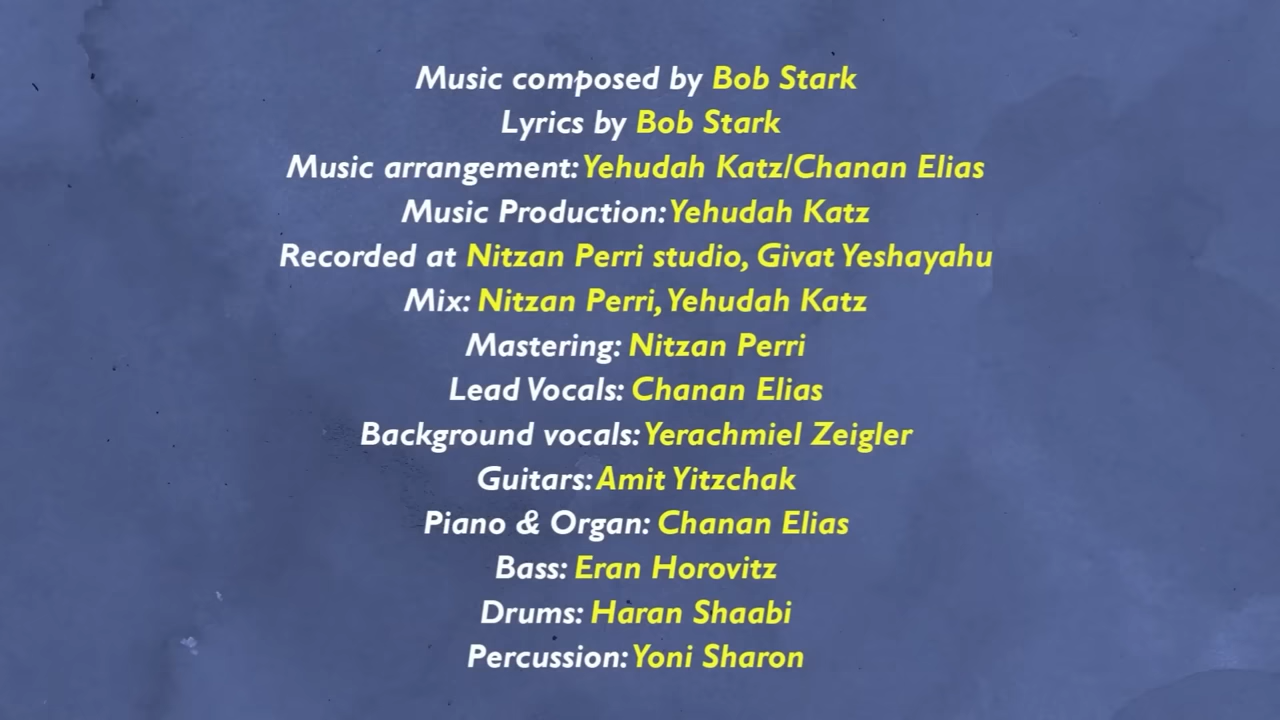 Music composed by Bob Stark
Lyrics by Bob Stark
Music arrangement: Yehudah Katz/Chanan Elias
Music Production: Yehudah Katz
Recorded at Nitzan Perri studio, Givat Yeshayahu
Mix: Nitzan Perri, Yehudah Katz
Mastering: Nitzan Perri
Lead Vocals: Chanan Elias
Background vocals: Yerachmiel Zeigler
Guitars: Amit Yitzchak
Piano & Organ: Chanan Elias
Bass: Eran Horovitz
Drums: Haran Shaabi
Percussion: Yoni Sharon